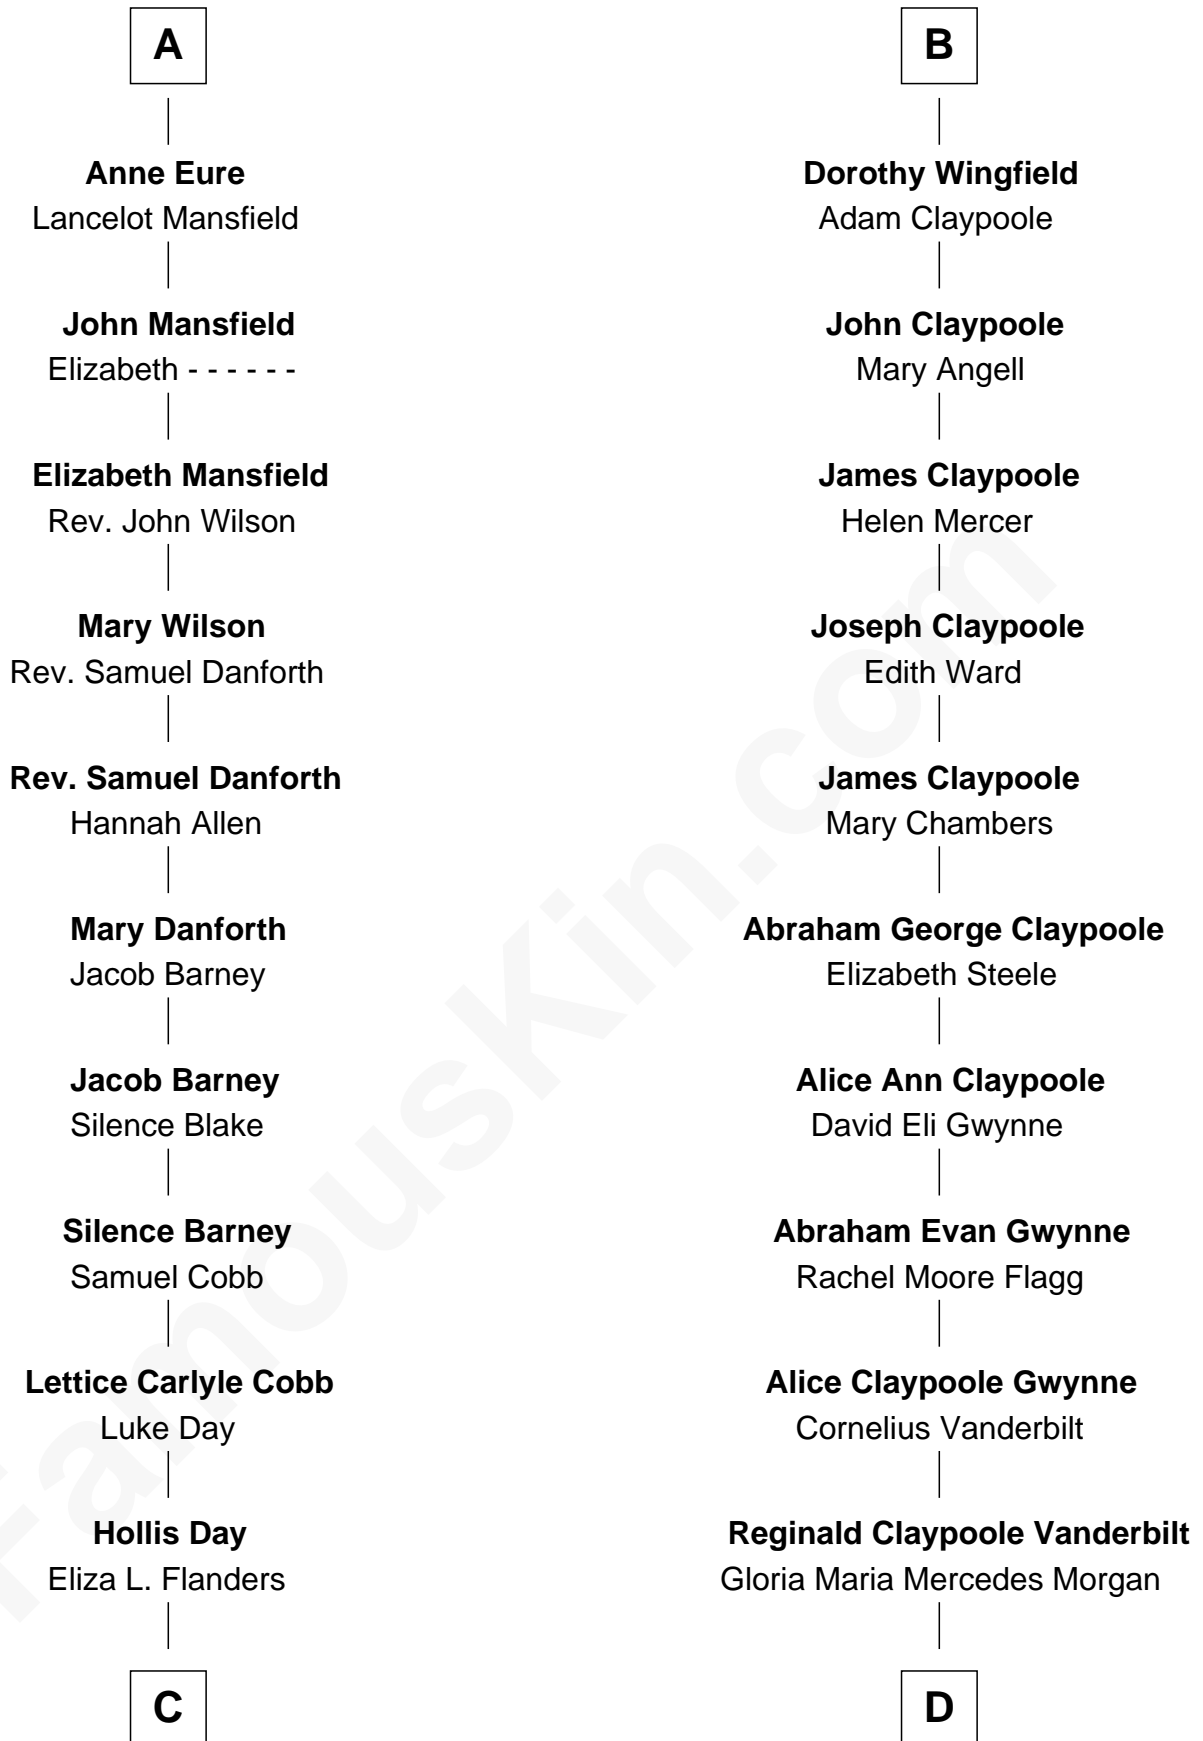 A
Anne Eure
Lancelot Mansfield
John Mansfield
Elizabeth - - - - - -
Elizabeth Mansfield
Rev. John Wilson
Mary Wilson
Rev. Samuel Danforth
Rev. Samuel Danforth
Hannah Allen
Mary Danforth
Jacob Barney
Jacob Barney
Silence Blake
Silence Barney
Samuel Cobb
Lettice Carlyle Cobb
Luke Day
Hollis Day
Eliza L. Flanders
C
B
Dorothy Wingfield
Adam Claypoole
John Claypoole
Mary Angell
James Claypoole
Helen Mercer
Joseph Claypoole
Edith Ward
James Claypoole
Mary Chambers
Abraham George Claypoole
Elizabeth Steele
Alice Ann Claypoole
David Eli Gwynne
Abraham Evan Gwynne
Rachel Moore Flagg
Alice Claypoole Gwynne
Cornelius Vanderbilt
Reginald Claypoole Vanderbilt
Gloria Maria Mercedes Morgan
D
FamousKin.com